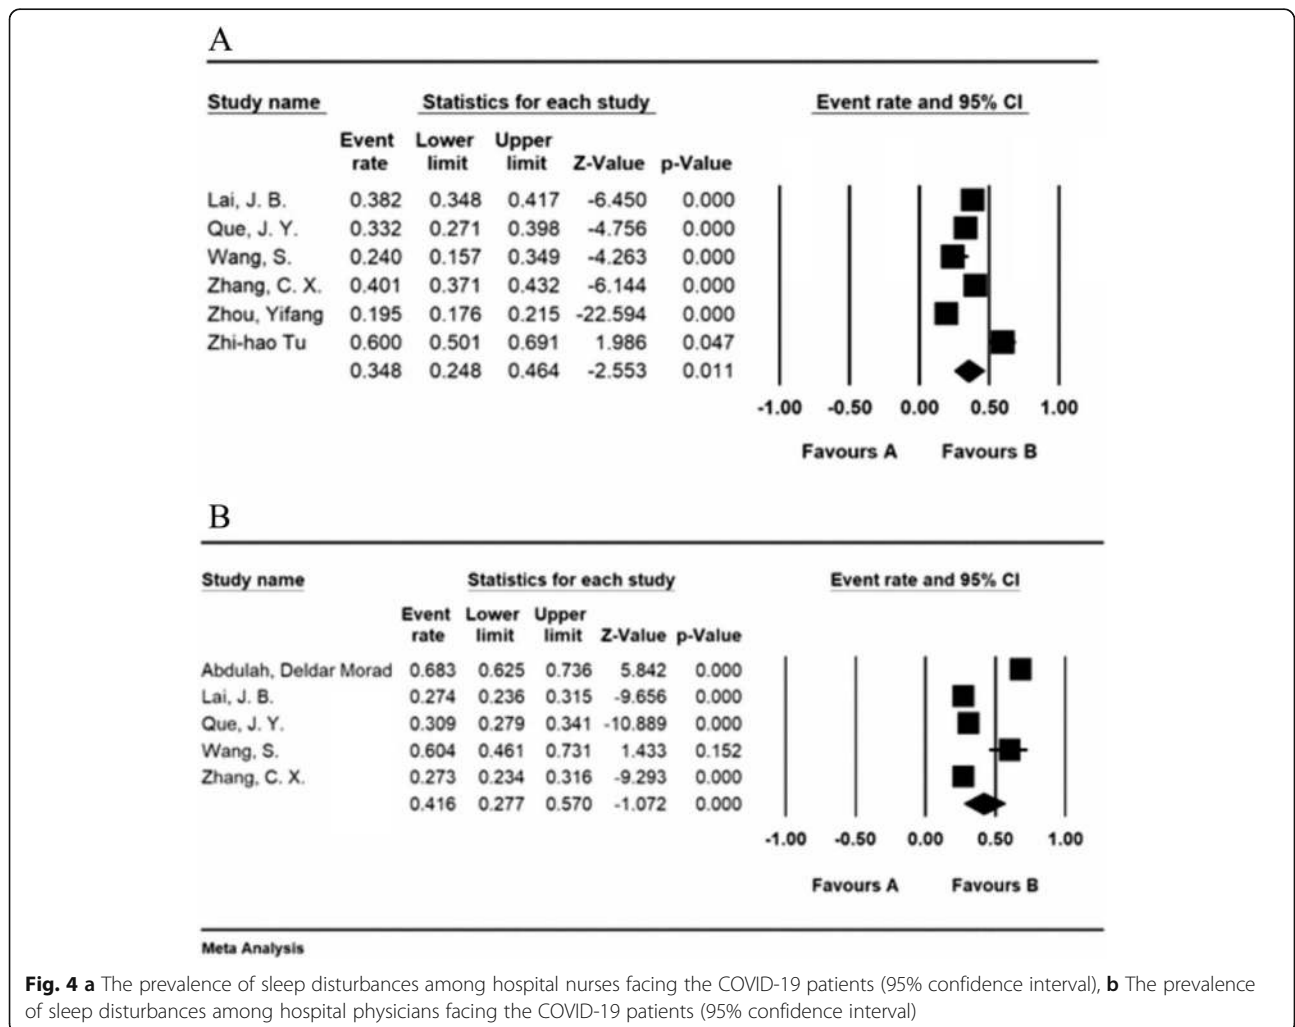 A
Study name Statistics for each study Event rate and 95% CI
Event Lower Upper
rate limit limit Z-Value p-Value
Lai, J. B. 0.382 0.348 0.417 -6.450 0.000
Que, J. Y. 0.332 0.271 0.398 -4.756 0.000
Wang, S. 0.240 0.157 0.349 -4.263 0.000
Zhang, C. X. 0.401 0.371 0.432 -6.144 0.000
Zhou, Yifang 0.195 0.176 0.215 -22.594 0.000
Zhi-hao Tu 0.600 0.501 0.691 1.986 0.047
0.348 0.248 0.464 -2.553 0.011
-1.00 -0.50 0.00 0.50 1.00
Favours A Favours B
B
Study name Statistics for each study Event rate and 95% CI
Event Lower Upper
rate limit limit Z-Value p-Value
Abdulah, Deldar Morad 0.683 0.625 0.736 5.842 0.000
Lai, J. B. 0.274 0.236 0.315 -9.656 0.000
Que, J. Y. 0.309 0.279 0.341 -10.889 0.000
Wang, S. 0.604 0.461 0.731 1.433 0.152
Zhang, C. X. 0.273 0.234 0.316 -9.293 0.000
0.416 0.277 0.570 -1.072 0.000
-1.00 -0.50 0.00 0.50 1.00
Favours A Favours B
Meta Analysis
Fig. 4 a The prevalence of sleep disturbances among hospital nurses facing the COVID-19 patients (95% confidence interval), b The prevalence
of sleep disturbances among hospital physicians facing the COVID-19 patients (95% confidence interval)